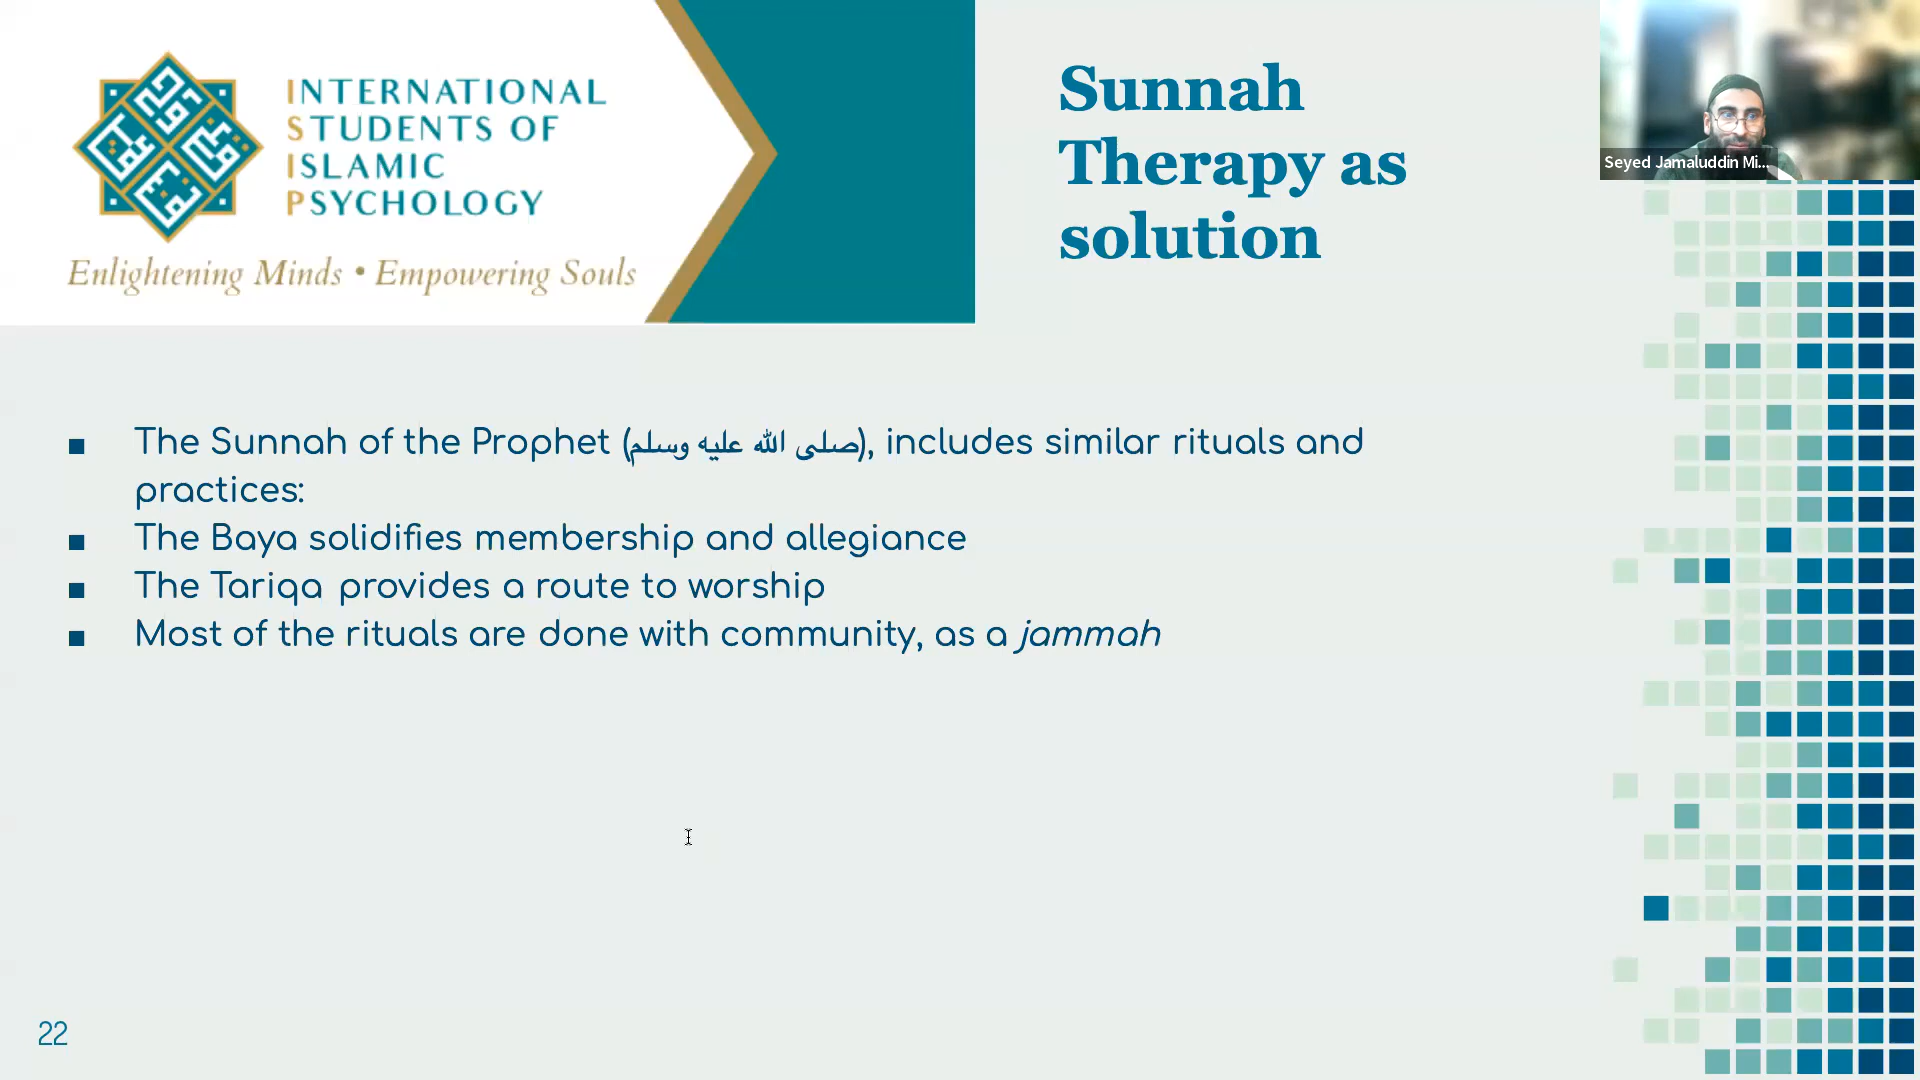 INTERNATIONAL
STUDENTS OF
ISLAMIC
PSYCHOLOGY
Enlightening Minds • Empowering Souls
Sunnah
Therapy as
solution
Seyed Jamaluddin Mi...
■ The Sunnah of the Prophet (صلى الله عليه وسلم), includes similar rituals and
practices:
■ The Baya solidifies membership and allegiance
■ The Tariqa provides a route to worship
■ Most of the rituals are done with community, as a jammah
22